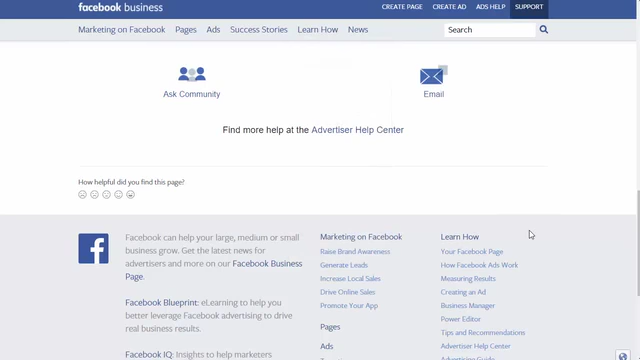 facebook business
CREATE PAGE CREATE AD ADS HELP SUPPORT
Marketing on Facebook Pages Ads Success Stories Learn How News Search
Ask Community Email
Find more help at the Advertiser Help Center
How helpful did you find this page?
Facebook can help your large, medium or small
business grow. Get the latest news for
advertisers and more on our Facebook Business
Page.
Facebook Blueprint: eLearning to help you
better leverage Facebook advertising to drive
real business results.
Facebook IQ: Insights to help marketers
Marketing on Facebook
Raise Brand Awareness
Generate Leads
Increase Local Sales
Drive Online Sales
Promote Your App
Pages
Ads
Learn How
Your Facebook Page
How Facebook Ads Work
Measuring Results
Creating an Ad
Business Manager
Power Editor
Tips and Recommendations
Advertiser Help Center
Advertising Guide